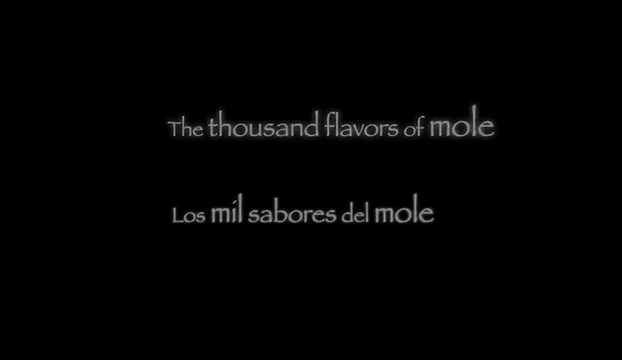 The thousand flavors of mole
Los mil sabores del mole